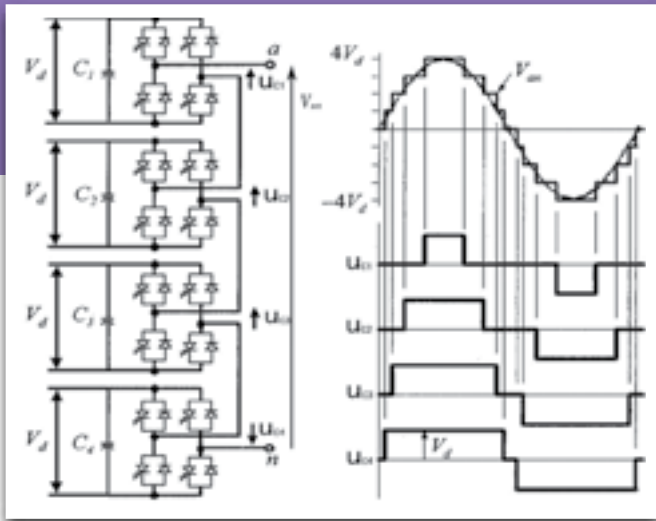 V_d
C_1
a
u_C1
V_an
V_d
C_2
u_C2
V_d
C_3
u_C3
V_d
C_4
u_C4
n
4V_d
V_an
−4V_d
u_C1
u_C2
u_C3
u_C4
V_d